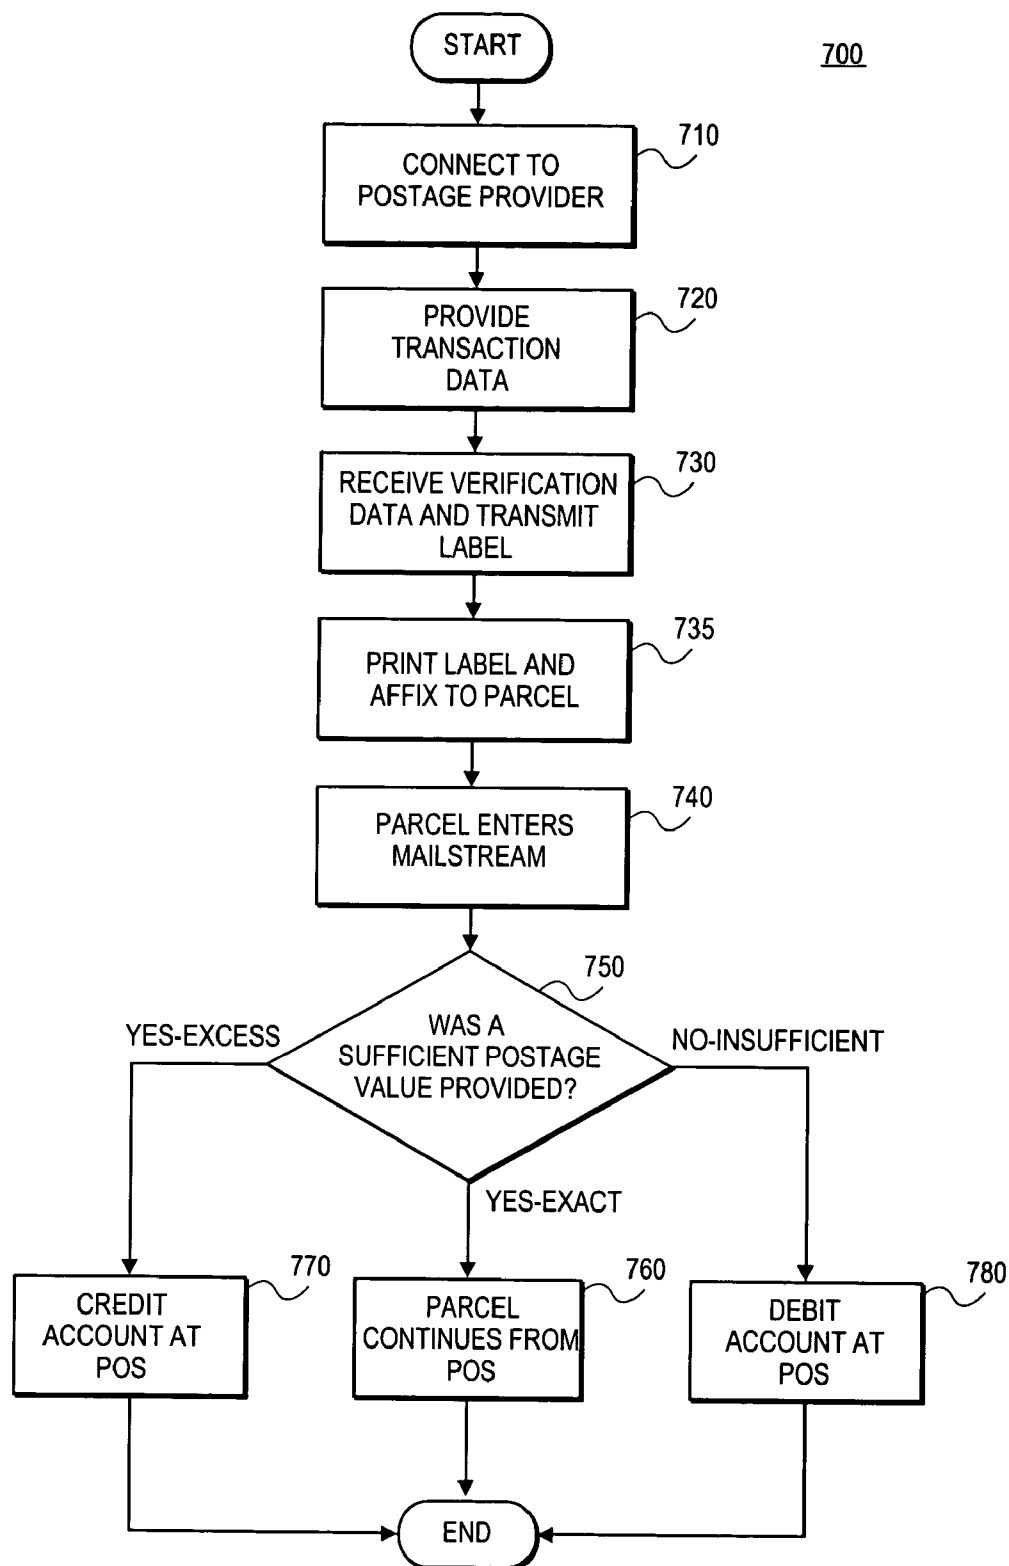 START
700
710
CONNECT TO
POSTAGE PROVIDER
720
PROVIDE
TRANSACTION
DATA
730
RECEIVE VERIFICATION
DATA AND TRANSMIT
LABEL
735
PRINT LABEL AND
AFFIX TO PARCEL
740
PARCEL ENTERS
MAILSTREAM
750
WAS A
SUFFICIENT POSTAGE
VALUE PROVIDED?
YES-EXCESS
NO-INSUFFICIENT
YES-EXACT
770
CREDIT
ACCOUNT AT
POS
760
PARCEL
CONTINUES FROM
POS
780
DEBIT
ACCOUNT AT
POS
END